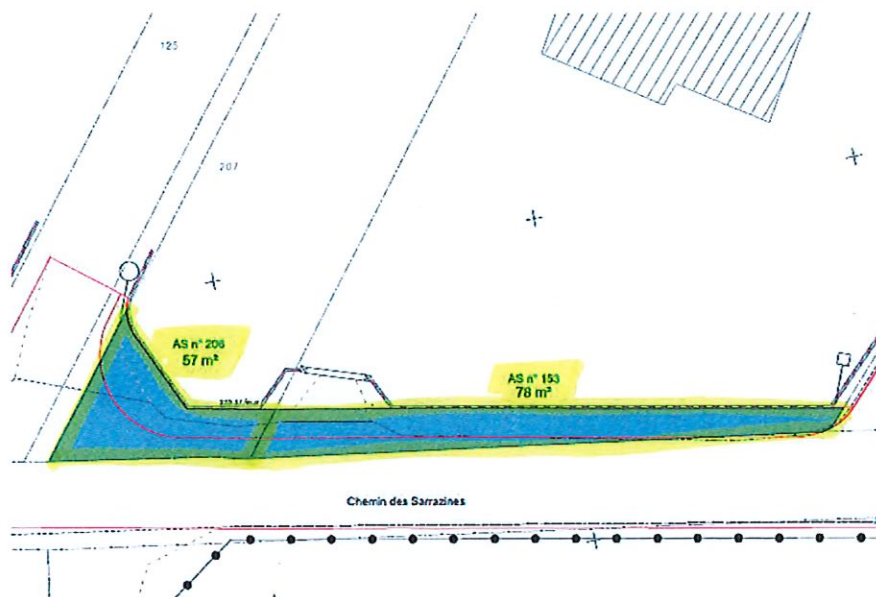 125
207
AS n° 206
57 m²
AS n° 153
78 m²
Chemin des Sarrazines